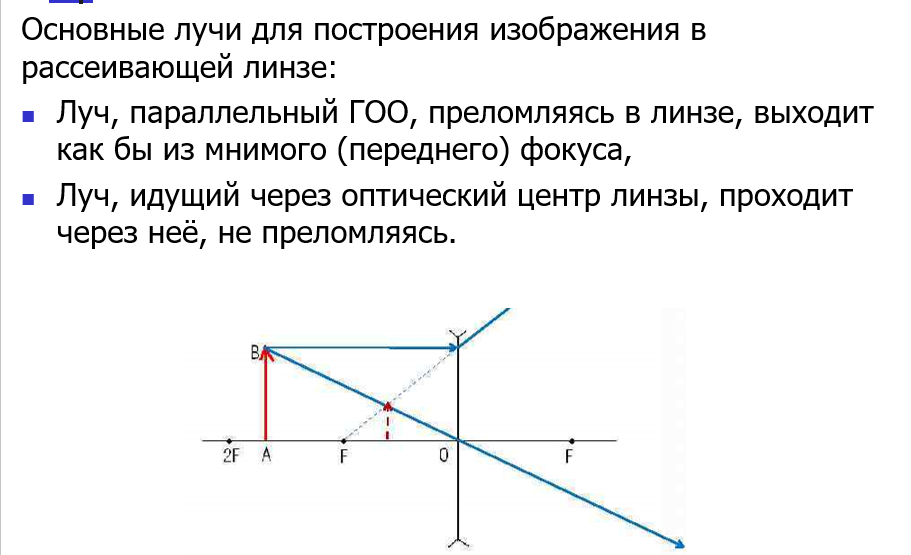 Основные лучи для построения изображения в
рассеивающей линзе:
Луч, параллельный ГОО, преломляясь в линзе, выходит
как бы из мнимого (переднего) фокуса,
Луч, идущий через оптический центр линзы, проходит
через неё, не преломляясь.
B
2F A F O F